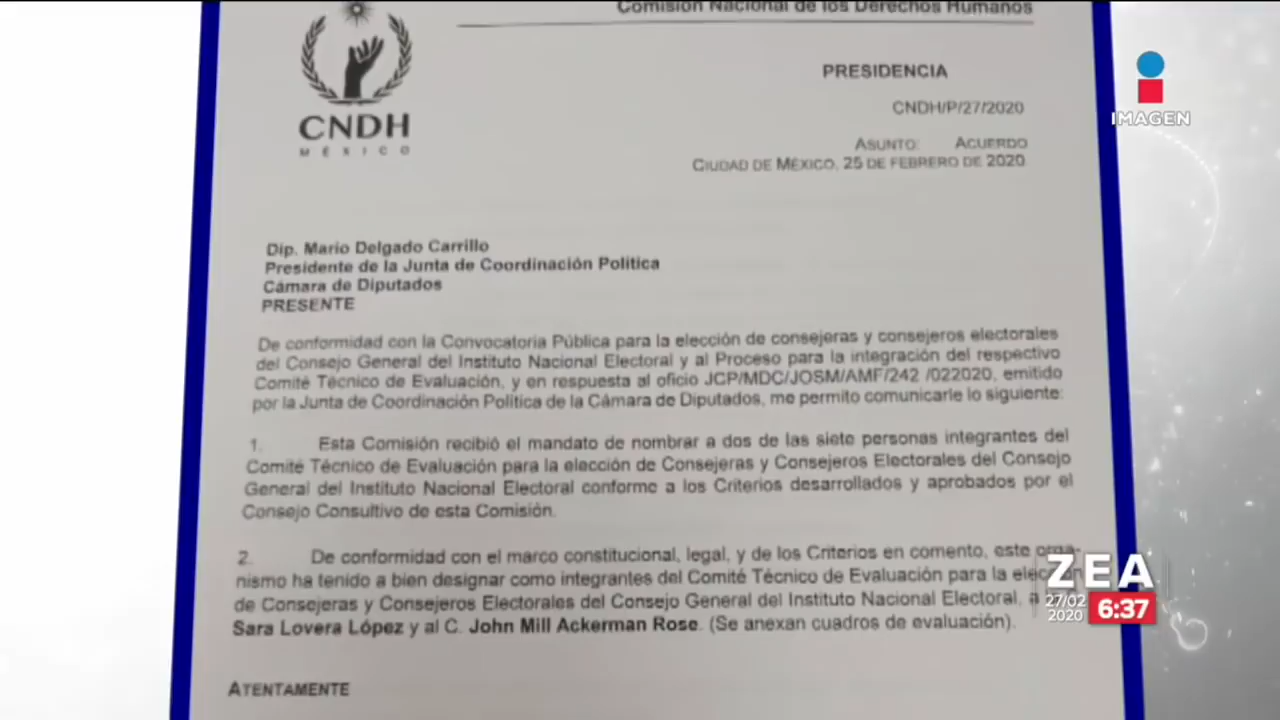 Comisión Nacional de los Derechos Humanos
CNDH
MÉXICO
PRESIDENCIA
CNDH/P/27/2020
ASUNTO: ACUERDO
CIUDAD DE MÉXICO, 25 DE FEBRERO DE 2020
IMAGEN
Dip. Mario Delgado Carrillo
Presidente de la Junta de Coordinación Política
Cámara de Diputados
PRESENTE
De conformidad con la Convocatoria Pública para la elección de consejeras y consejeros electorales
del Consejo General del Instituto Nacional Electoral y al Proceso para la integración del respectivo
Comité Técnico de Evaluación, y en respuesta al oficio JCP/MDC/JOSM/AMF/242 /022020, emitido
por la Junta de Coordinación Política de la Cámara de Diputados, me permito comunicarle lo siguiente:
1. Esta Comisión recibió el mandato de nombrar a dos de las siete personas integrantes del
Comité Técnico de Evaluación para la elección de Consejeras y Consejeros Electorales del Consejo
General del Instituto Nacional Electoral conforme a los Criterios desarrollados y aprobados por el
Consejo Consultivo de esta Comisión.
2. De conformidad con el marco constitucional, legal, y de los Criterios en comento, este orga-
nismo ha tenido a bien designar como integrantes del Comité Técnico de Evaluación para la
de Consejeras y Consejeros Electorales del Consejo General del Instituto Nacional Electoral, a
Sara Lovera López y al C. John Mill Ackerman Rose. (Se anexan cuadros de evaluación).
ATENTAMENTE
ZEA
27/02
2020
6:37